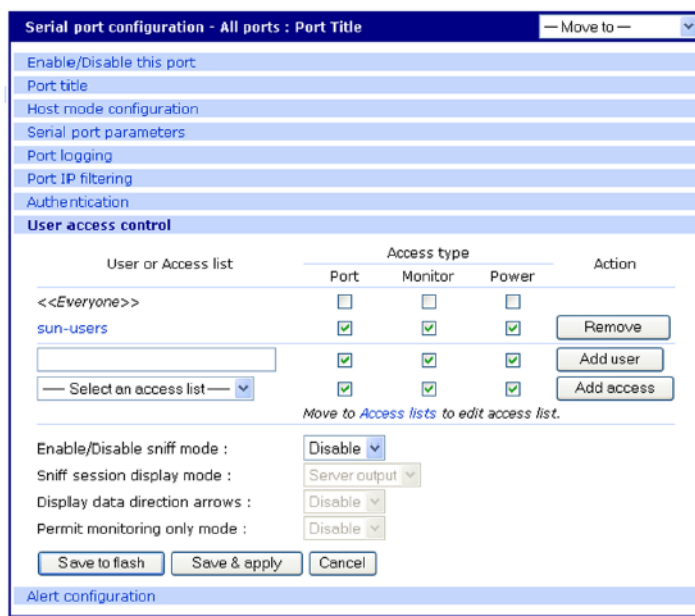 Serial port configuration - All ports : Port Title — Move to —
Enable/Disable this port
Port title
Host mode configuration
Serial port parameters
Port logging
Port IP filtering
Authentication
User access control
User or Access list Access type Action
Port Monitor Power
<<Everyone>>
sun-users Remove
Add user
— Select an access list — Add access
Move to Access lists to edit access list.
Enable/Disable sniff mode : Disable
Sniff session display mode : Server output
Display data direction arrows : Disable
Permit monitoring only mode : Disable
Save to flash Save & apply Cancel
Alert configuration